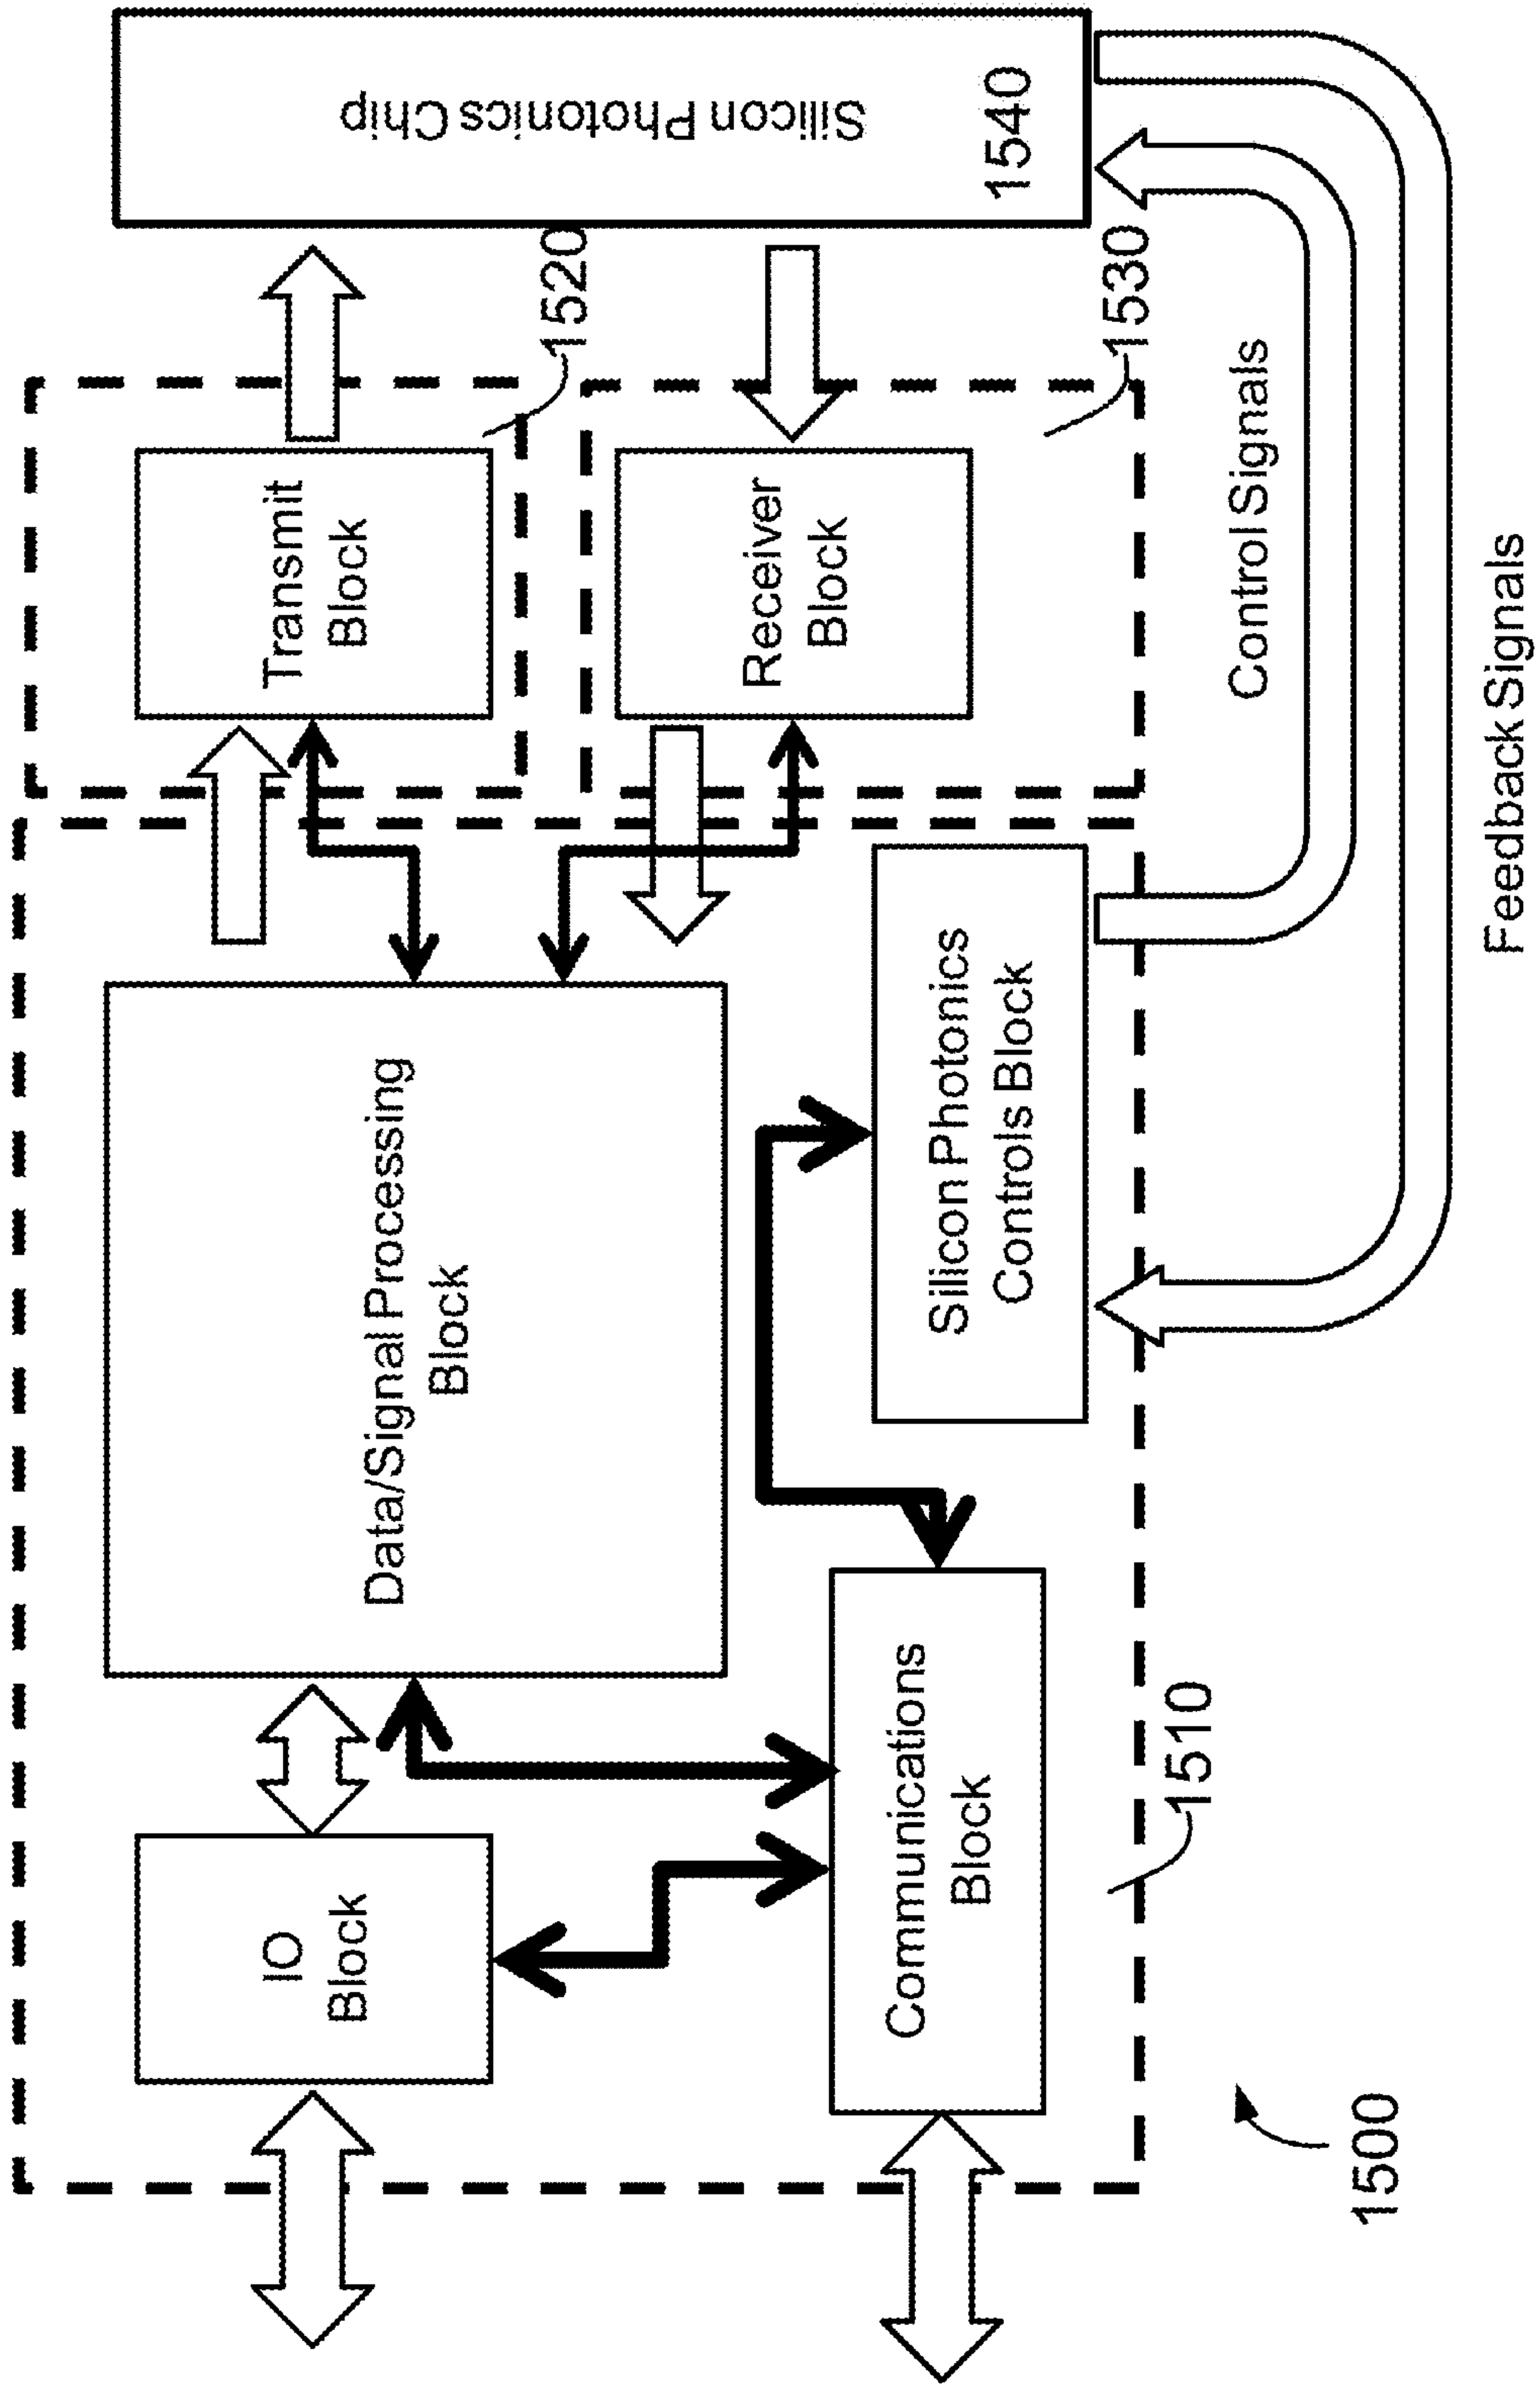 IO
Block
Data/Signal Processing
Block
Transmit
Block
1520
Silicon Photonics Chip
1540
Receiver
Block
1530
Communications
Block
Silicon Photonics
Controls Block
Control Signals
Feedback Signals
1510
1500